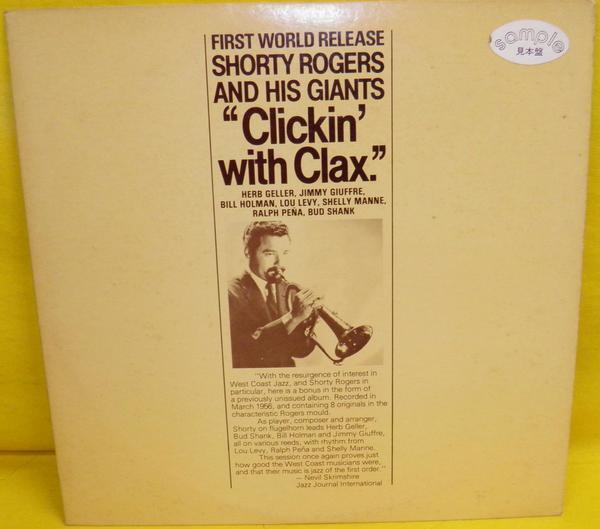 FIRST WORLD RELEASE
SHORTY ROGERS
AND HIS GIANTS
“Clickin’
with Clax.”
HERB GELLER, JIMMY GIUFFRE,
BILL HOLMAN, LOU LEVY, SHELLY MANNE,
RALPH PEÑA, BUD SHANK
"With the resurgence of interest in
West Coast Jazz, and Shorty Rogers in
particular, here is a bonus in the form of
a previously unissued album. Recorded in
March 1956, and containing 8 originals in the
characteristic Rogers mould.
As player, composer and arranger,
Shorty on flugelhorn leads Herb Geller,
Bud Shank, Bill Holman and Jimmy Giuffre,
all on various reeds, with rhythm from
Lou Levy, Ralph Peña and Shelly Manne.
This session once again proves just
how good the West Coast musicians were,
and that their music is jazz of the first order."
— Nevil Skrimshire
Jazz Journal International
sample
見本盤